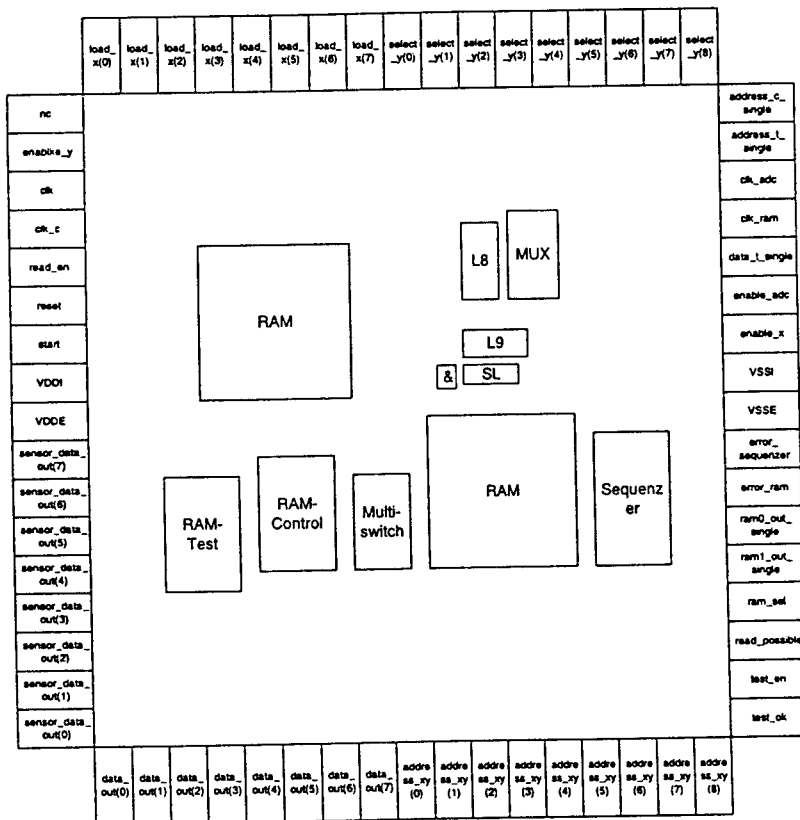 load_
x(0)
load_
x(1)
load_
x(2)
load_
x(3)
load_
x(4)
load_
x(5)
load_
x(6)
load_
x(7)
select
_y(0)
select
_y(1)
select
_y(2)
select
_y(3)
select
_y(4)
select
_y(5)
select
_y(6)
select
_y(7)
select
_y(8)
nc
enablke_y
clk
clk_c
read_en
reset
start
VDDI
VDDE
sensor_data_
out(7)
sensor_data_
out(6)
sensor_data_
out(5)
sensor_data_
out(4)
sensor_data_
out(3)
sensor_data_
out(2)
sensor_data_
out(1)
sensor_data_
out(0)
RAM
L8
MUX
L9
&
SL
RAM-
Test
RAM-
Control
Multi-
switch
RAM
Sequenz
er
address_c_
single
address_t_
single
clk_adc
clk_ram
data_t_single
enable_adc
enable_x
VSSI
VSSE
error_
sequenzer
error_ram
ram0_out_
single
ram1_out_
single
ram_sel
read_possible
test_en
test_ok
data_
out(0)
data_
out(1)
data_
out(2)
data_
out(3)
data_
out(4)
data_
out(5)
data_
out(6)
data_
out(7)
addre
ss_xy
(0)
addre
ss_xy
(1)
addre
ss_xy
(2)
addre
ss_xy
(3)
addre
ss_xy
(4)
addre
ss_xy
(5)
addre
ss_xy
(6)
addre
ss_xy
(7)
addre
ss_xy
(8)